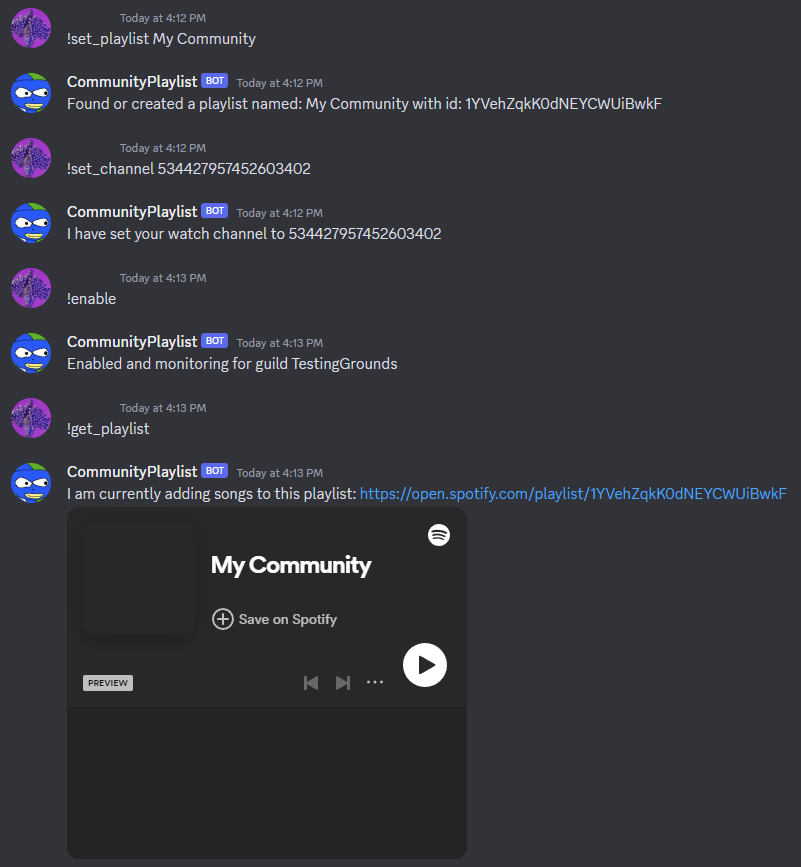 Today at 4:12 PM
!set_playlist My Community
CommunityPlaylist BOT Today at 4:12 PM
Found or created a playlist named: My Community with id: 1YVehZqkK0dNEYCWUiBwkF
Today at 4:12 PM
!set_channel 534427957452603402
CommunityPlaylist BOT Today at 4:12 PM
I have set your watch channel to 534427957452603402
Today at 4:13 PM
!enable
CommunityPlaylist BOT Today at 4:13 PM
Enabled and monitoring for guild TestingGrounds
Today at 4:13 PM
!get_playlist
CommunityPlaylist BOT Today at 4:13 PM
I am currently adding songs to this playlist: https://open.spotify.com/playlist/1YVehZqkK0dNEYCWUiBwkF
My Community
Save on Spotify
PREVIEW